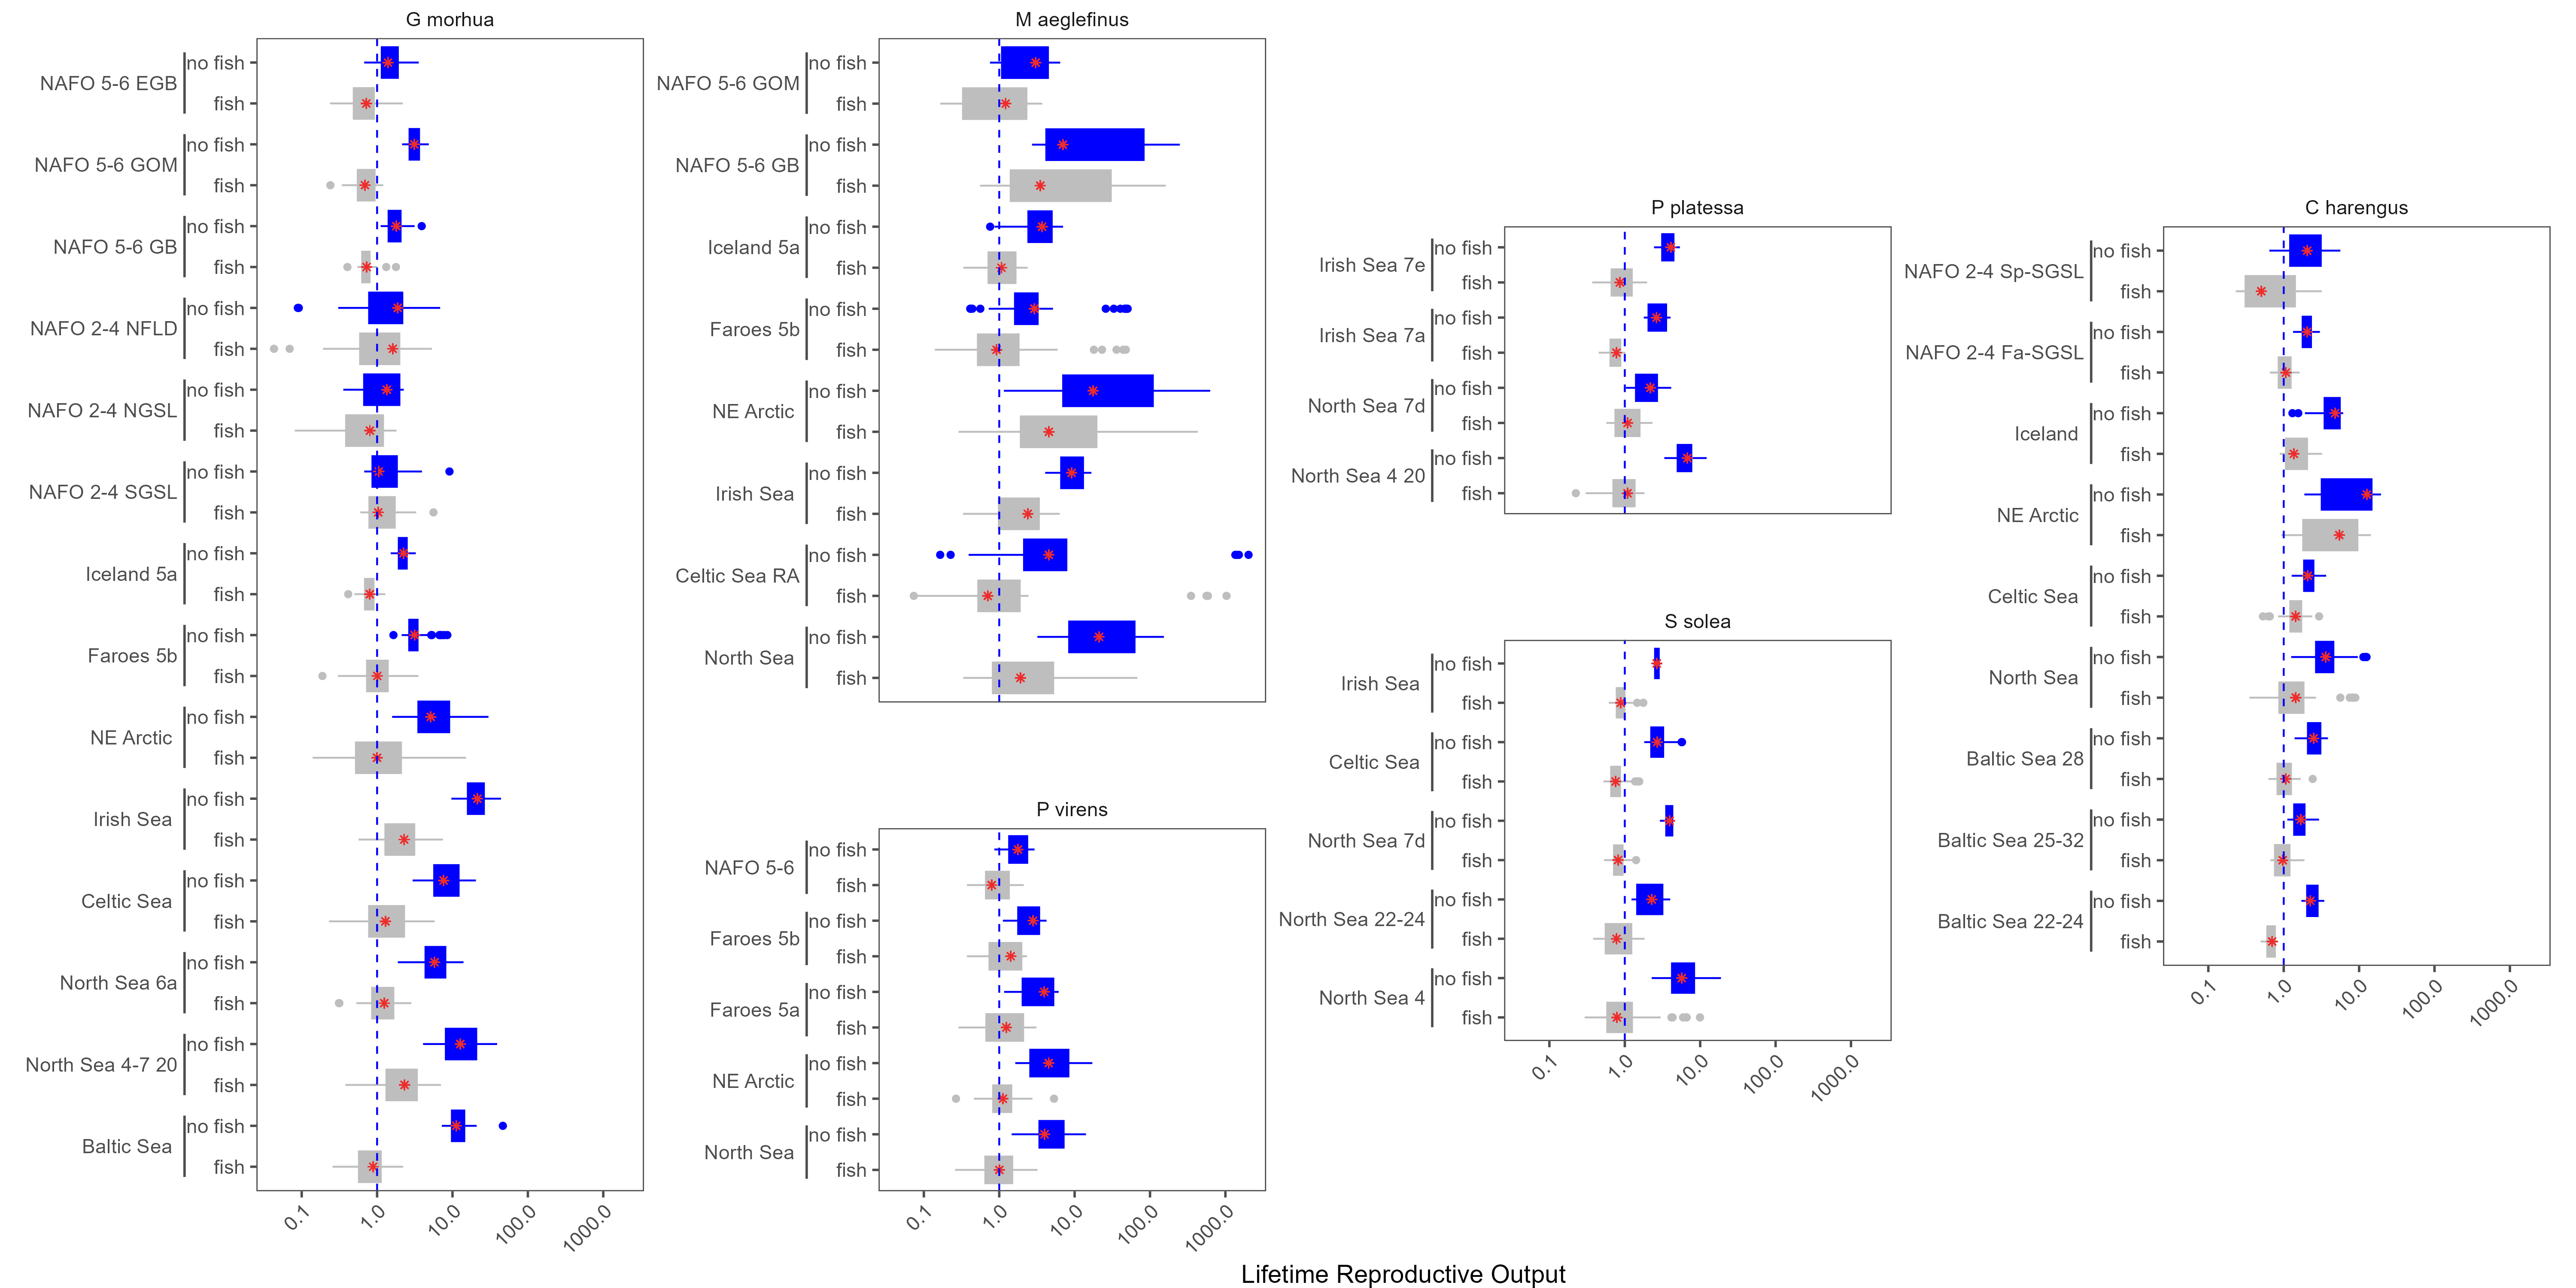 G morhua
NAFO 5-6 EGB
no fish
fish
NAFO 5-6 GOM
no fish
fish
NAFO 5-6 GB
no fish
fish
NAFO 2-4 NFLD
no fish
fish
NAFO 2-4 NGSL
no fish
fish
NAFO 2-4 SGSL
no fish
fish
Iceland 5a
no fish
fish
Faroes 5b
no fish
fish
NE Arctic
no fish
fish
Irish Sea
no fish
fish
Celtic Sea
no fish
fish
North Sea 6a
no fish
fish
North Sea 4-7 20
no fish
fish
Baltic Sea
no fish
fish
0.1
1.0
10.0
100.0
1000.0
M aeglefinus
NAFO 5-6 GOM
no fish
fish
NAFO 5-6 GB
no fish
fish
Iceland 5a
no fish
fish
Faroes 5b
no fish
fish
NE Arctic
no fish
fish
Irish Sea
no fish
fish
Celtic Sea RA
no fish
fish
North Sea
no fish
fish
P virens
NAFO 5-6
no fish
fish
Faroes 5b
no fish
fish
Faroes 5a
no fish
fish
NE Arctic
no fish
fish
North Sea
no fish
fish
0.1
1.0
10.0
100.0
1000.0
P platessa
Irish Sea 7e
no fish
fish
Irish Sea 7a
no fish
fish
North Sea 7d
no fish
fish
North Sea 4 20
no fish
fish
S solea
Irish Sea
no fish
fish
Celtic Sea
no fish
fish
North Sea 7d
no fish
fish
North Sea 22-24
no fish
fish
North Sea 4
no fish
fish
0.1
1.0
10.0
100.0
1000.0
C harengus
NAFO 2-4 Sp-SGSL
no fish
fish
NAFO 2-4 Fa-SGSL
no fish
fish
Iceland
no fish
fish
NE Arctic
no fish
fish
Celtic Sea
no fish
fish
North Sea
no fish
fish
Baltic Sea 28
no fish
fish
Baltic Sea 25-32
no fish
fish
Baltic Sea 22-24
no fish
fish
0.1
1.0
10.0
100.0
1000.0
Lifetime Reproductive Output